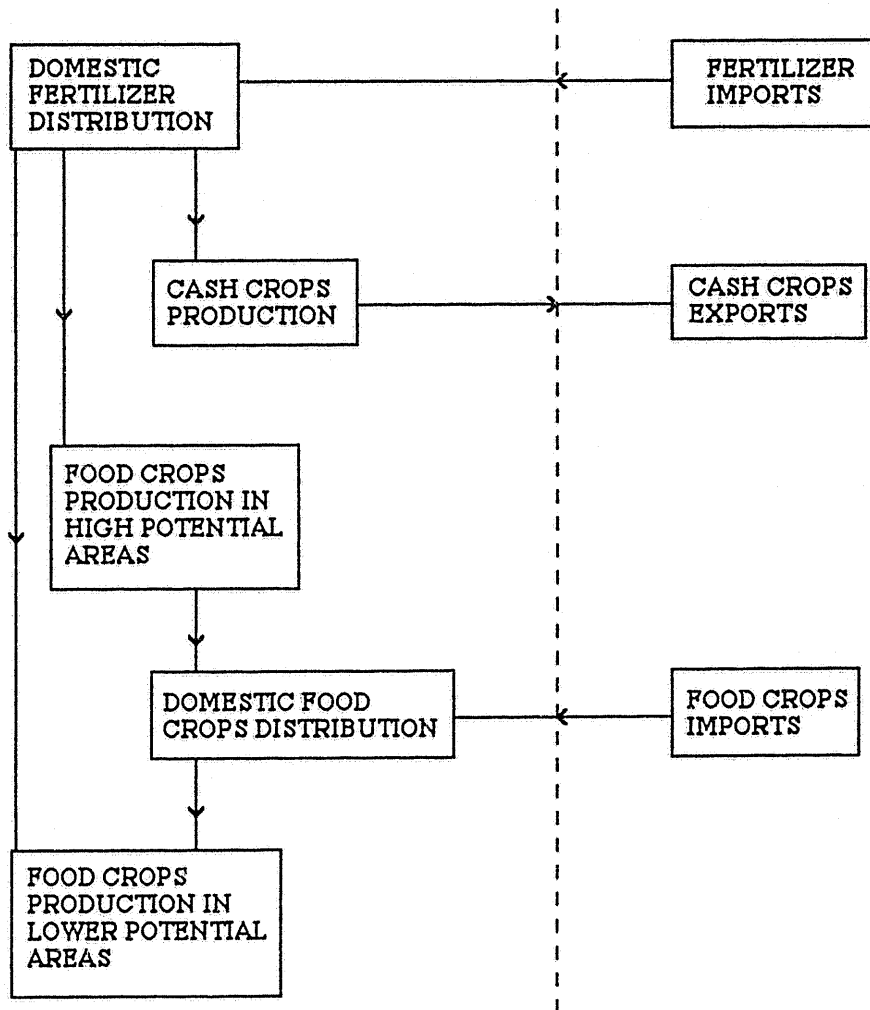 DOMESTIC
FERTILIZER
DISTRIBUTION
FERTILIZER
IMPORTS
CASH CROPS
PRODUCTION
CASH CROPS
EXPORTS
FOOD CROPS
PRODUCTION IN
HIGH POTENTIAL
AREAS
DOMESTIC FOOD
CROPS DISTRIBUTION
FOOD CROPS
IMPORTS
FOOD CROPS
PRODUCTION IN
LOWER POTENTIAL
AREAS